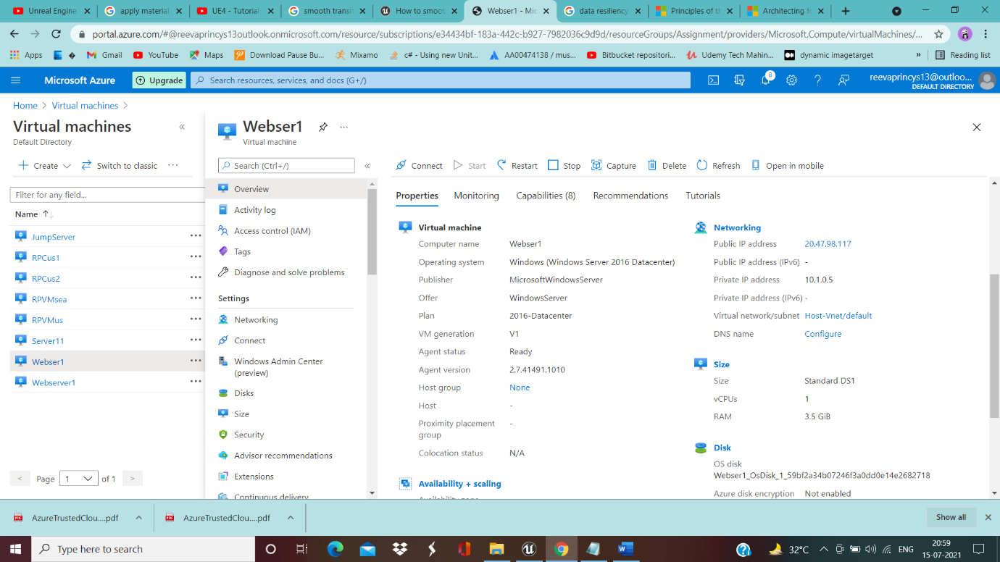 Unreal Engine
apply material
UE4 - Tutorial
smooth transit
How to smoot
Webser1 - Mic
data resiliency
Principles of th
Architecting fo
portal.azure.com/#@reevaprincys13outlook.onmicrosoft.com/resource/subscriptions/e34434bf-183a-442c-b927-7982036c9d9d/resourceGroups/Assignment/providers/Microsoft.Compute/virtualMachines/...
Apps
Gmail
YouTube
Maps
Download Pause Bu...
Mixamo
c# - Using new Unit...
AA00474138 / mus...
Bitbucket repositori...
Udemy Tech Mahin...
dynamic imagetarget
»
Reading list
Microsoft Azure
Upgrade
Search resources, services, and docs (G+/)
8
reevaprincys13@outloo...
DEFAULT DIRECTORY
Home > Virtual machines >
Virtual machines
«
Default Directory
Create
Switch to classic
...
Filter for any field...
Name ↑↓
JumpServer ...
RPCus1 ...
RPCus2 ...
RPVMsea ...
RPVMus ...
Server11 ...
Webser1 ...
Webserver1 ...
< Page 1 of 1 >
Webser1
...
Virtual machine
Search (Ctrl+/)
«
Overview
Activity log
Access control (IAM)
Tags
Diagnose and solve problems
Settings
Networking
Connect
Windows Admin Center
(preview)
Disks
Size
Security
Advisor recommendations
Extensions
Continuous delivery
Connect
Start
Restart
Stop
Capture
Delete
Refresh
Open in mobile
Properties
Monitoring
Capabilities (8)
Recommendations
Tutorials
Virtual machine
Computer name Webser1
Operating system Windows (Windows Server 2016 Datacenter)
Publisher MicrosoftWindowsServer
Offer WindowsServer
Plan 2016-Datacenter
VM generation V1
Agent status Ready
Agent version 2.7.41491.1010
Host group None
Host -
Proximity placement -
group
Colocation status N/A
Availability + scaling
Networking
Public IP address 20.47.98.117
Public IP address (IPv6) -
Private IP address 10.1.0.5
Private IP address (IPv6) -
Virtual network/subnet Host-Vnet/default
DNS name Configure
Size
Size Standard DS1
vCPUs 1
RAM 3.5 GiB
Disk
OS disk
Webser1_OsDisk_1_59bf2a34b07246f3a0dd0e14e2682718
Azure disk encryption Not enabled
AzureTrustedClou....pdf
AzureTrustedClou....pdf
Show all
Type here to search
32°C
ENG
20:59
15-07-2021